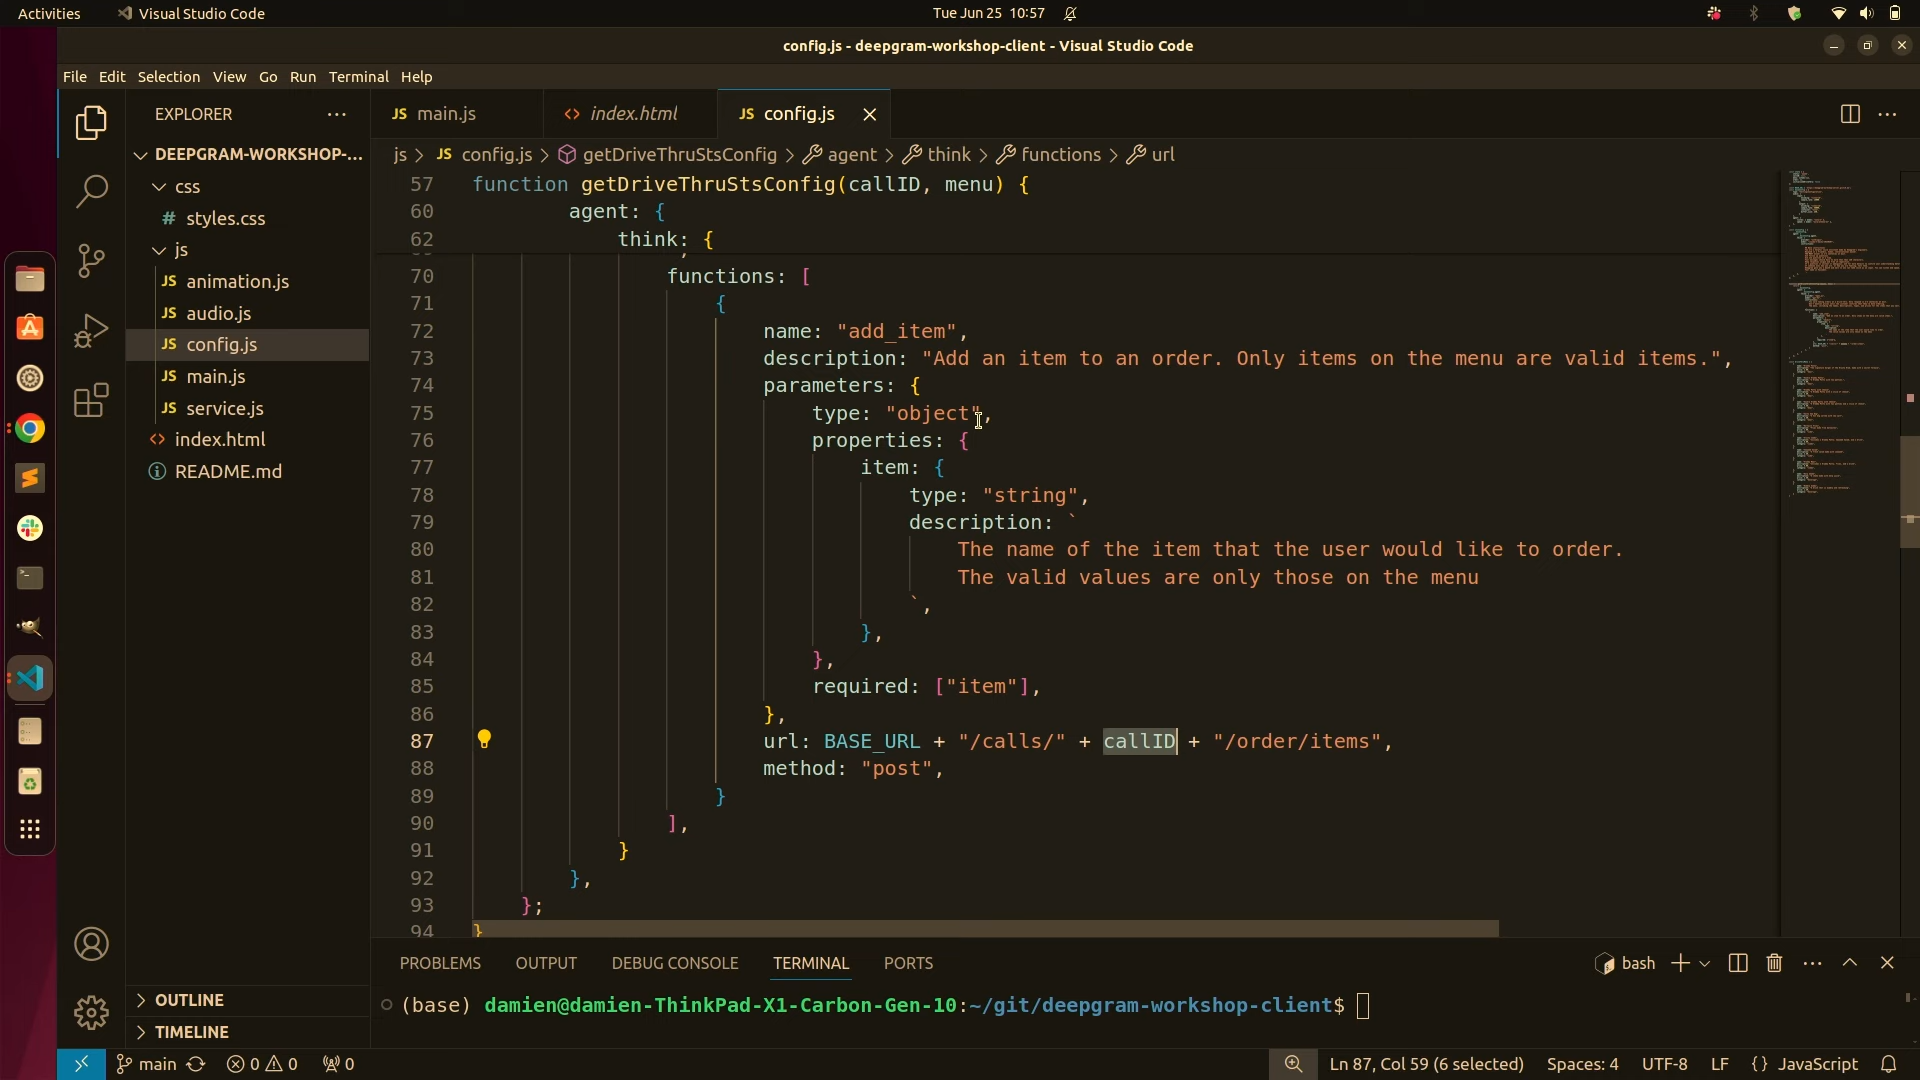 Activities
Visual Studio Code
Tue Jun 25 10:57
config.js - deepgram-workshop-client - Visual Studio Code
File Edit Selection View Go Run Terminal Help
EXPLORER
DEEPGRAM-WORKSHOP-...
css
# styles.css
js
JS animation.js
JS audio.js
JS config.js
JS main.js
JS service.js
<> index.html
README.md
OUTLINE
TIMELINE
JS main.js
<> index.html
JS config.js
js > JS config.js > getDriveThruStsConfig > agent > think > functions > url
57 function getDriveThruStsConfig(callID, menu) {
60 agent: {
62 think: {
70 functions: [
71 {
72 name: "add_item",
73 description: "Add an item to an order. Only items on the menu are valid items.",
74 parameters: {
75 type: "object",
76 properties: {
77 item: {
78 type: "string",
79 description: `
80 The name of the item that the user would like to order.
81 The valid values are only those on the menu
82 `,
83 },
84 },
85 required: ["item"],
86 },
87 url: BASE_URL + "/calls/" + callID + "/order/items",
88 method: "post",
89 }
90 ],
91 }
92 },
93 };
94 }
PROBLEMS OUTPUT DEBUG CONSOLE TERMINAL PORTS
bash
(base) damien@damien-ThinkPad-X1-Carbon-Gen-10:~/git/deepgram-workshop-client$
main 0 0 0
Ln 87, Col 59 (6 selected) Spaces: 4 UTF-8 LF {} JavaScript